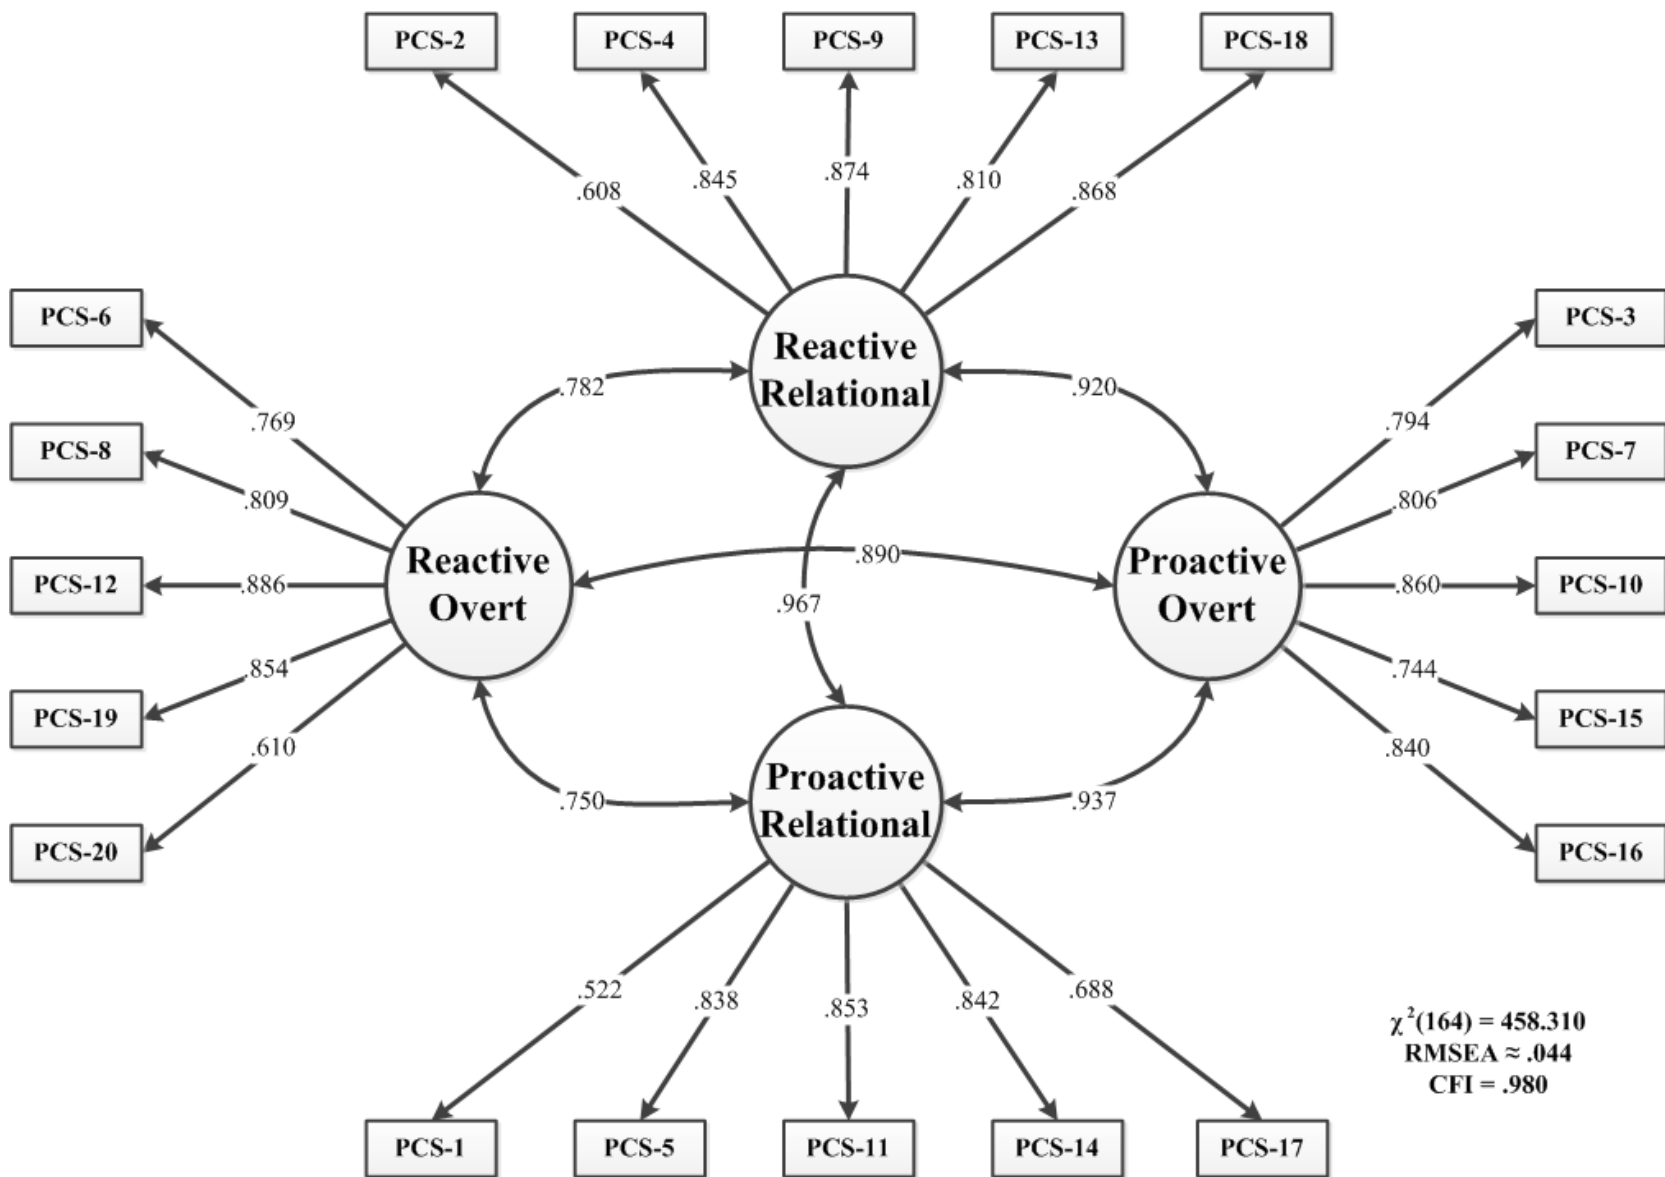 PCS-2
PCS-4
PCS-9
PCS-13
PCS-18
.608
.845
.874
.810
.868
PCS-6
PCS-8
PCS-12
PCS-19
PCS-20
.769
.809
.886
.854
.610
Reactive
Relational
Reactive
Overt
Proactive
Overt
Proactive
Relational
.782
.920
.890
.967
.750
.937
PCS-3
PCS-7
PCS-10
PCS-15
PCS-16
.794
.806
.860
.744
.840
.522
.838
.853
.842
.688
PCS-1
PCS-5
PCS-11
PCS-14
PCS-17
χ²(164) = 458.310
RMSEA ≈ .044
CFI = .980